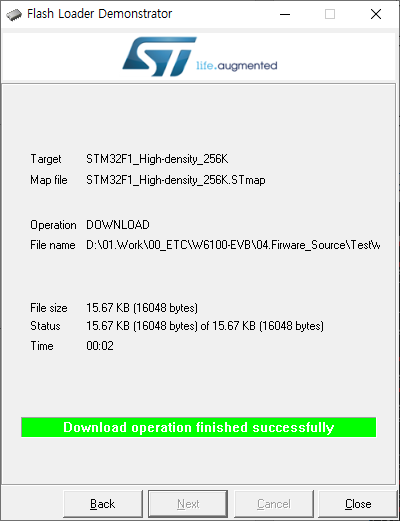 Flash Loader Demonstrator
ST
life.augmented
Target STM32F1_High-density_256K
Map file STM32F1_High-density_256K.STmap
Operation DOWNLOAD
File name D:\01.Work\00_ETC\W6100-EVB\04.Firware_Source\Test\W
File size 15.67 KB (16048 bytes)
Status 15.67 KB (16048 bytes) of 15.67 KB (16048 bytes)
Time 00:02
Download operation finished successfully
Back Next Cancel Close